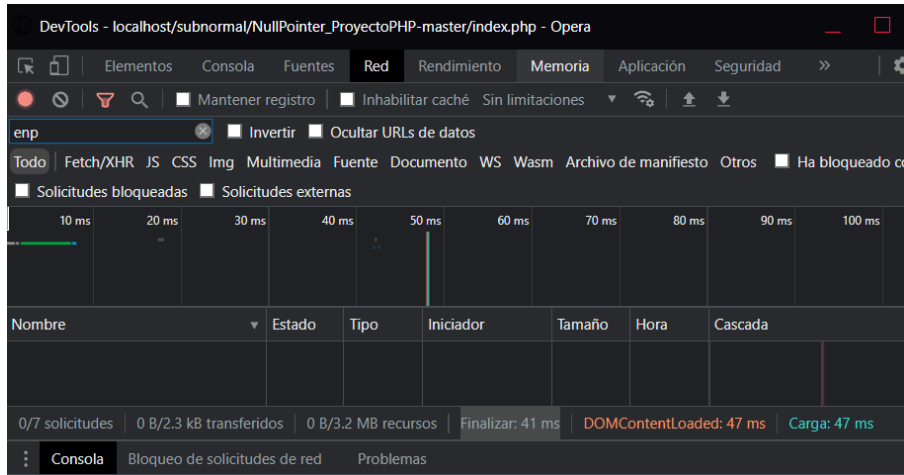 DevTools - localhost/subnormal/NullPointer_ProyectoPHP-master/index.php - Opera
Elementos Consola Fuentes Red Rendimiento Memoria Aplicación Seguridad »
Mantener registro Inhabilitar caché Sin limitaciones
enp Invertir Ocultar URLs de datos
Todo Fetch/XHR JS CSS Img Multimedia Fuente Documento WS Wasm Archivo de manifiesto Otros Ha bloqueado co
Solicitudes bloqueadas Solicitudes externas
10 ms 20 ms 30 ms 40 ms 50 ms 60 ms 70 ms 80 ms 90 ms 100 ms
Nombre Estado Tipo Iniciador Tamaño Hora Cascada
0/7 solicitudes 0 B/2.3 kB transferidos 0 B/3.2 MB recursos Finalizar: 41 ms DOMContentLoaded: 47 ms Carga: 47 ms
Consola Bloqueo de solicitudes de red Problemas